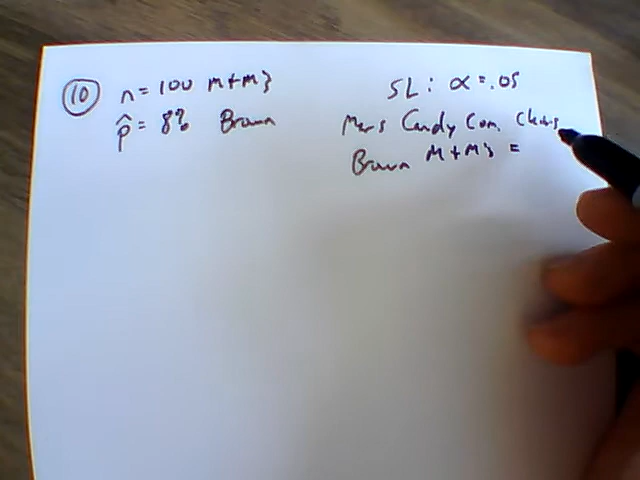 10 n = 100 M+M's
p̂ = 8% Brown
SL: α = .05
Mars Candy Com. Claims
Brown M+M's =